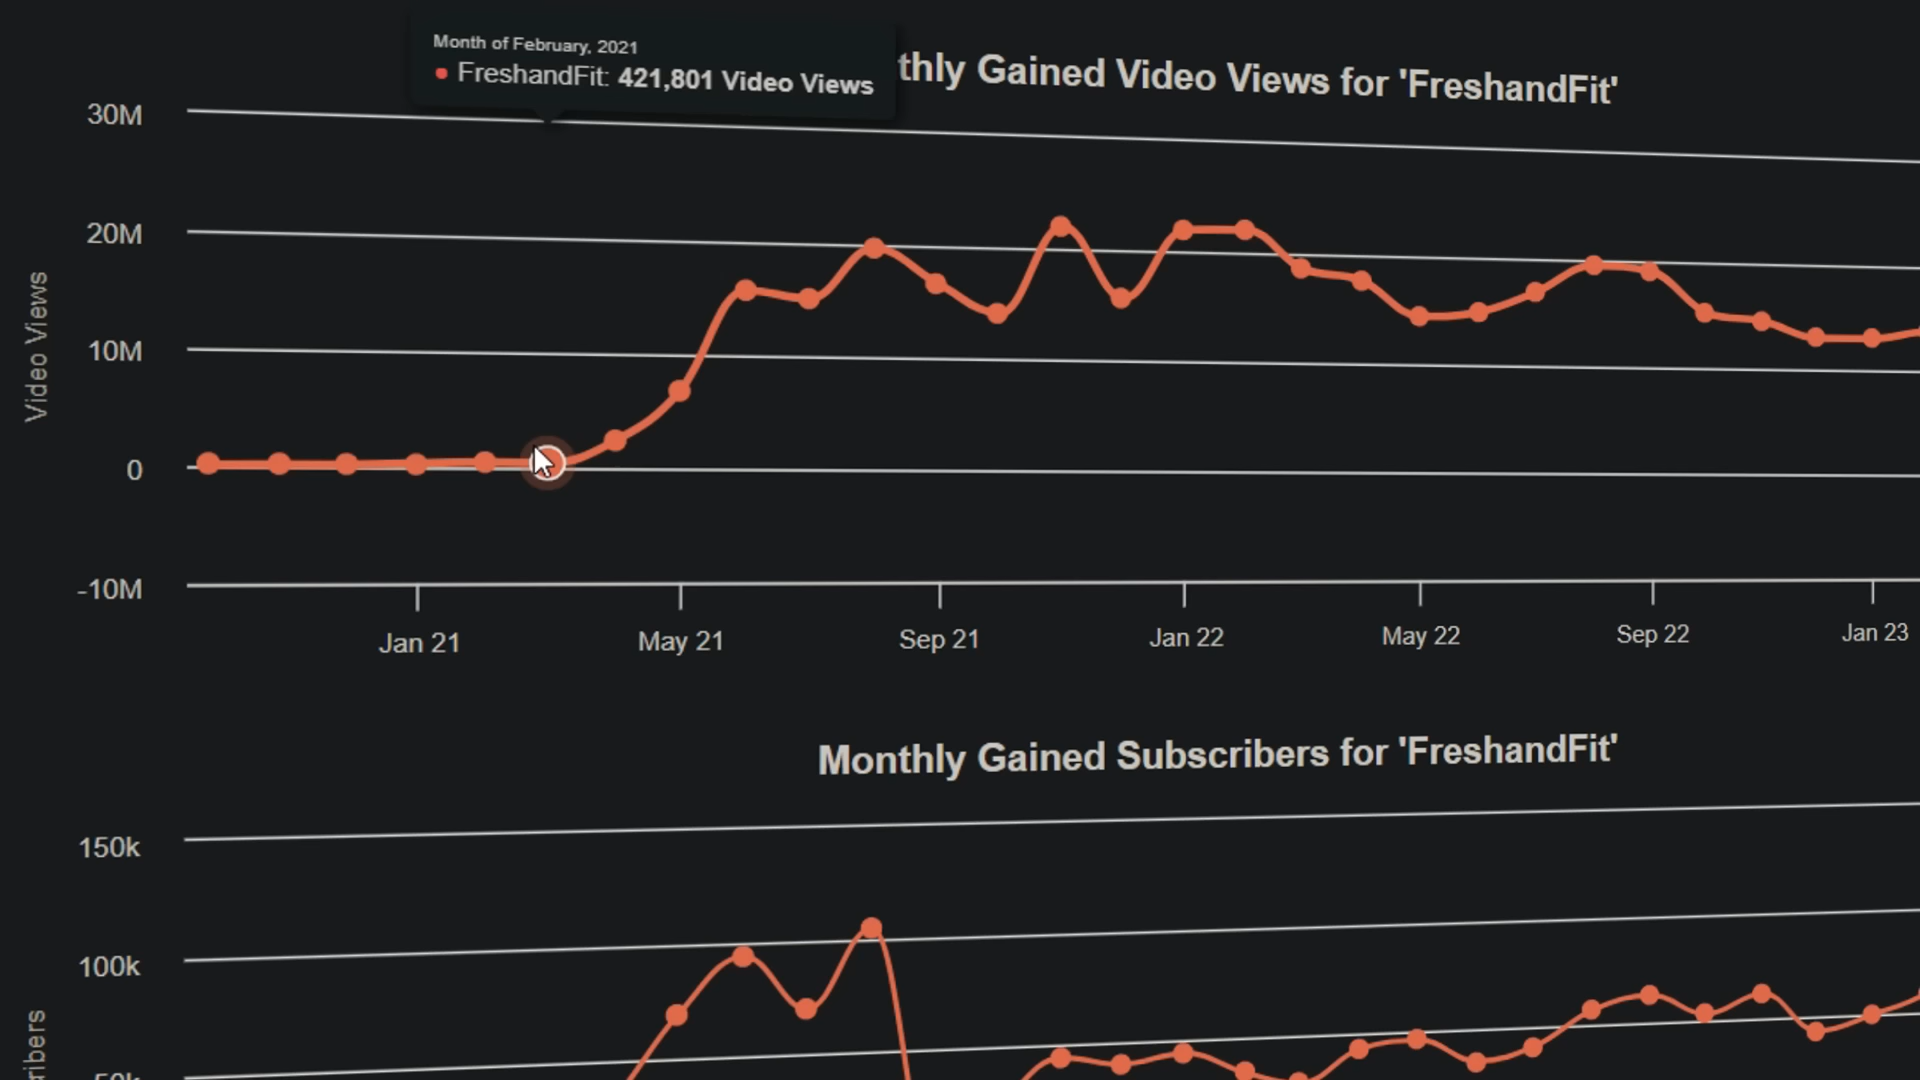 Month of February, 2021
FreshandFit: 421,801 Video Views
thly Gained Video Views for 'FreshandFit'
30M
20M
10M
0
-10M
Video Views
Jan 21
May 21
Sep 21
Jan 22
May 22
Sep 22
Jan 23
Monthly Gained Subscribers for 'FreshandFit'
150k
100k
50k
ribers